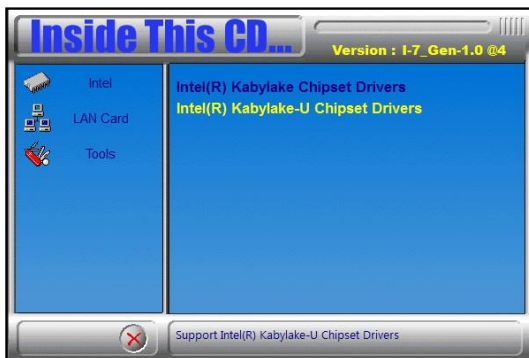 Inside This CD...
Version : I-7_Gen-1.0 @4
Intel
LAN Card
Tools
Intel(R) Kabylake Chipset Drivers
Intel(R) Kabylake-U Chipset Drivers
Support Intel(R) Kabylake-U Chipset Drivers